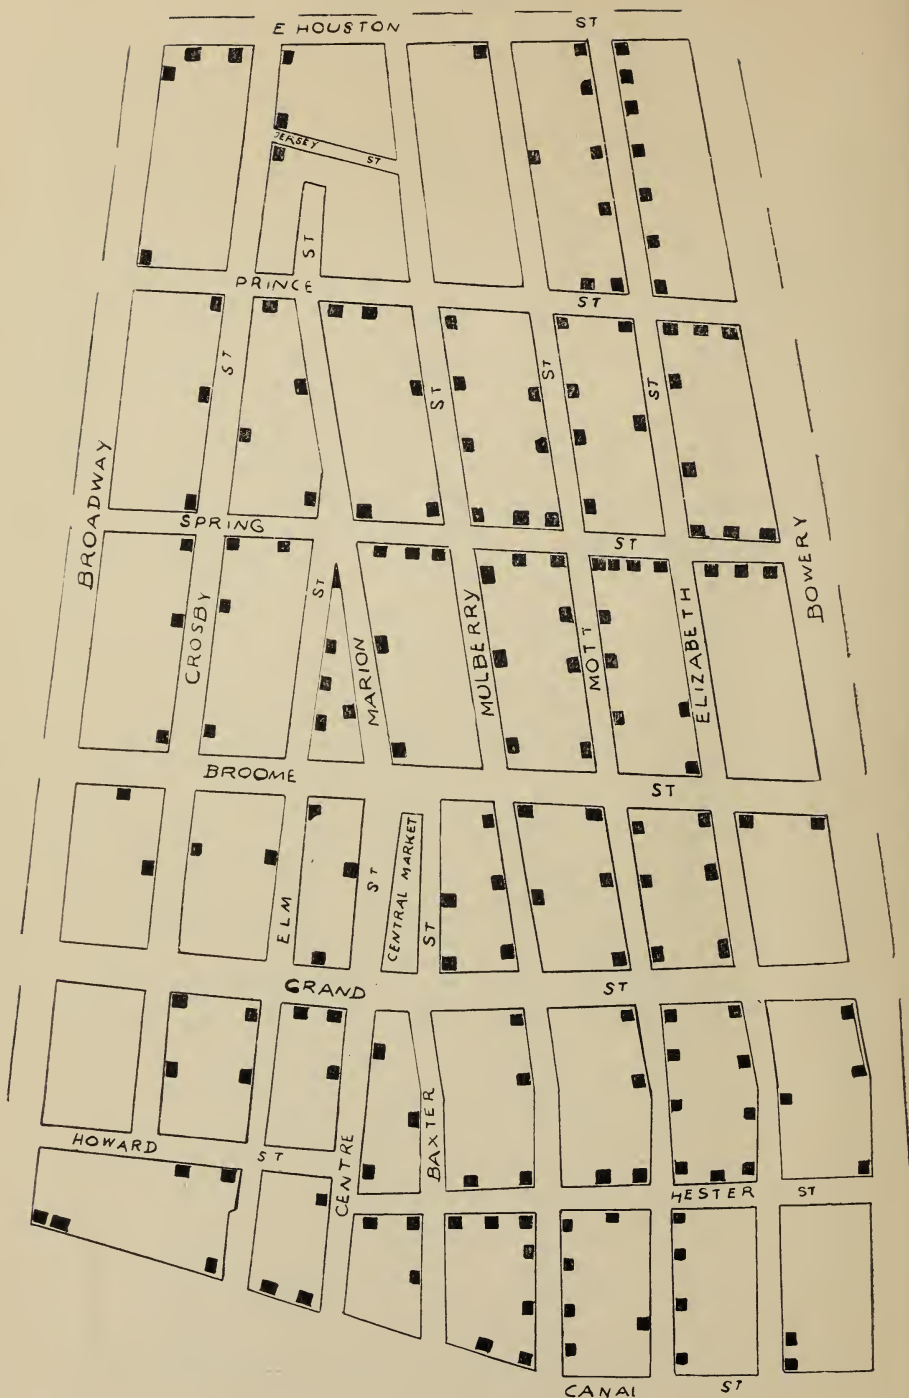 E HOUSTON ST
JERSEY ST
ST
PRINCE ST
ST
ST
ST
ST
BROADWAY
SPRING ST
BOWERY
CROSBY
ST
MARION
MULBERRY
MOTT
ELIZABETH
BROOME ST
ELM
ST
CENTRAL MARKET
ST
GRAND ST
HOWARD ST
CENTRE
BAXTER
HESTER ST
CANAL ST